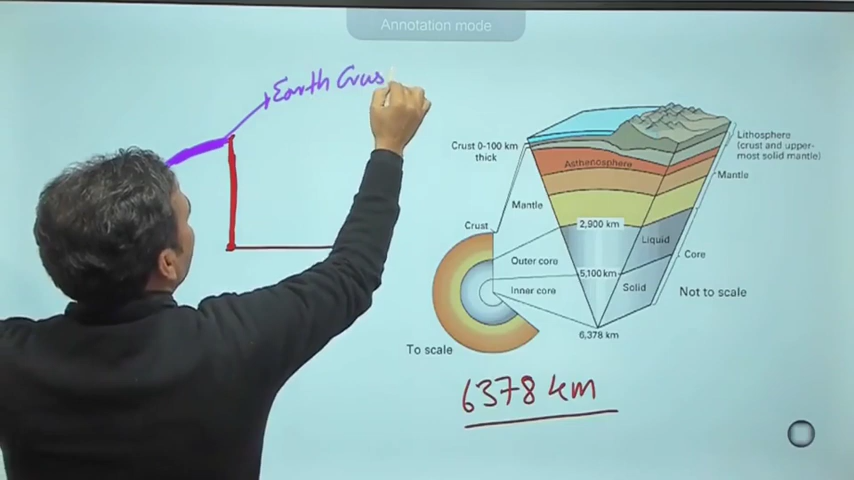 Annotation mode
Earth Crus
Crust 0-100 km
thick
Asthenosphere
Lithosphere
(crust and upper-
most solid mantle)
Mantle
Mantle
Crust
2,900 km
Liquid
Outer core
Core
5,100 km
Inner core
Solid
Not to scale
6,378 km
To scale
6378 km